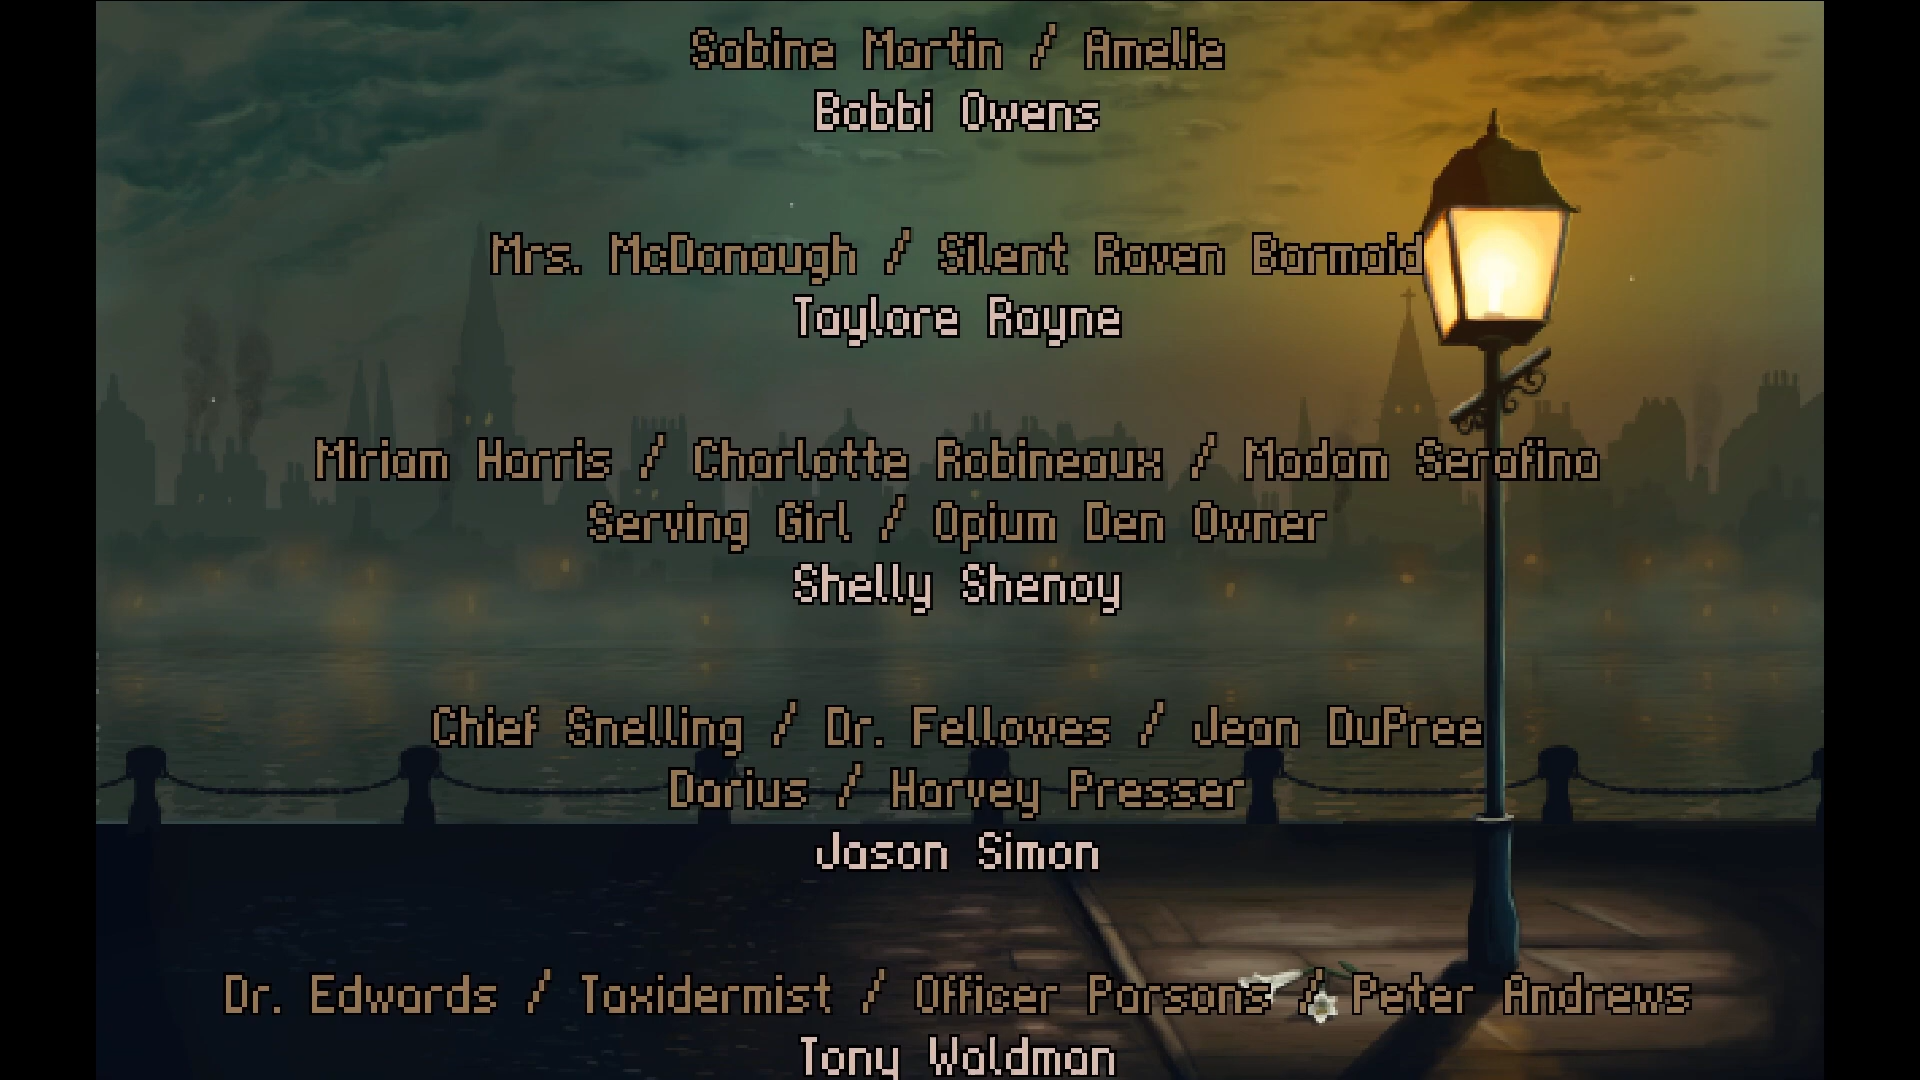 Sabine Martin / Amelie
Bobbi Owens
Mrs. McDonaugh / Silent Raven Barmaid
Taylore Rayne
Miriam Harris / Charlotte Robineaux / Madam Serafina
Serving Girl / Opium Den Owner
Shelly Shenoy
Chief Snelling / Dr. Fellowes / Jean DuPree
Darius / Harvey Presser
Jason Simon
Dr. Edwards / Taxidermist / Officer Parsons / Peter Andrews
Tony Waldman